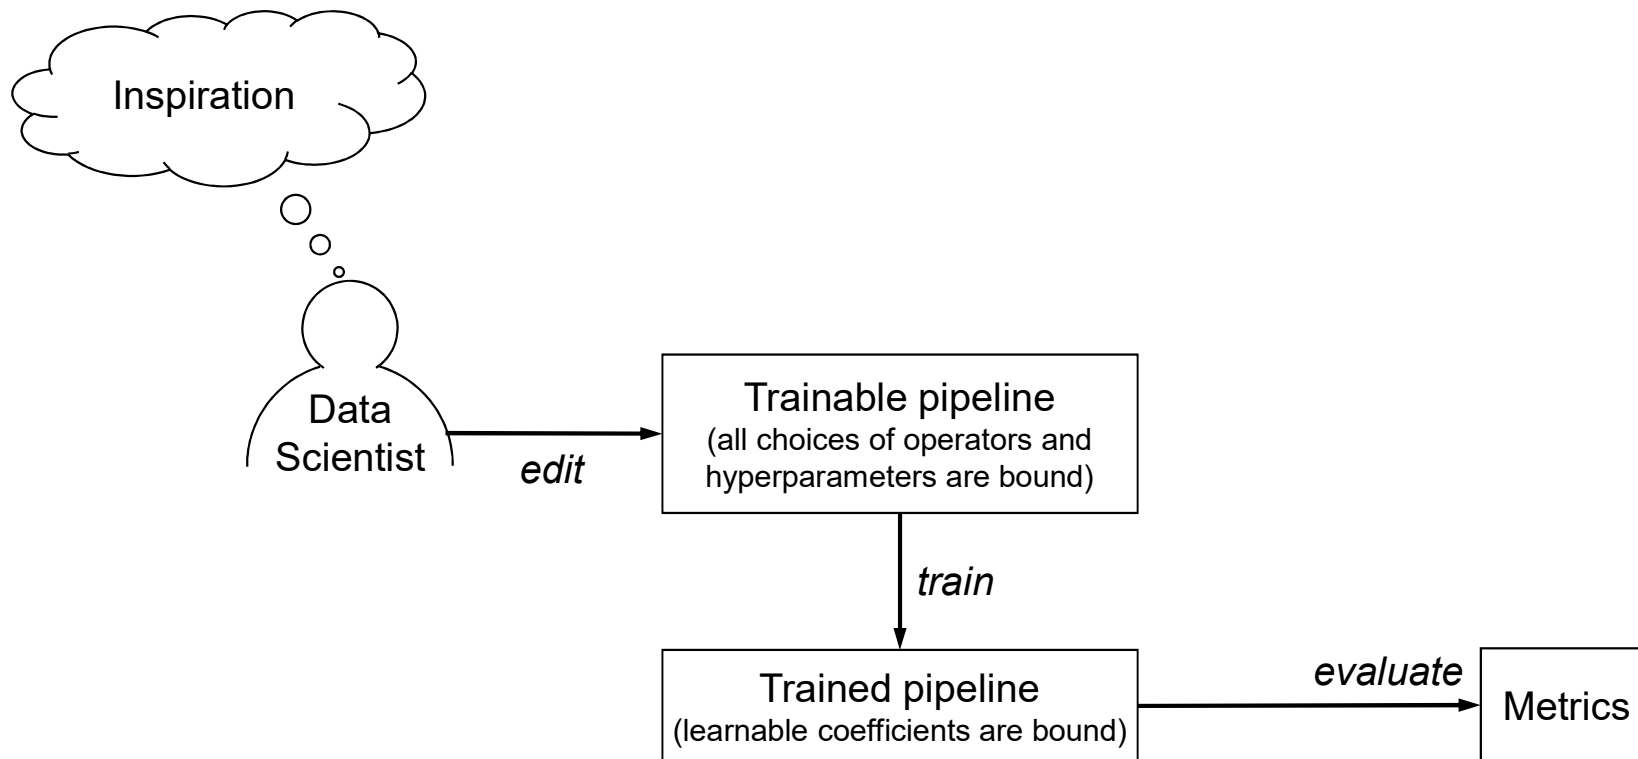 Inspiration
Data
Scientist
edit
Trainable pipeline
(all choices of operators and
hyperparameters are bound)
train
Trained pipeline
(learnable coefficients are bound)
evaluate
Metrics